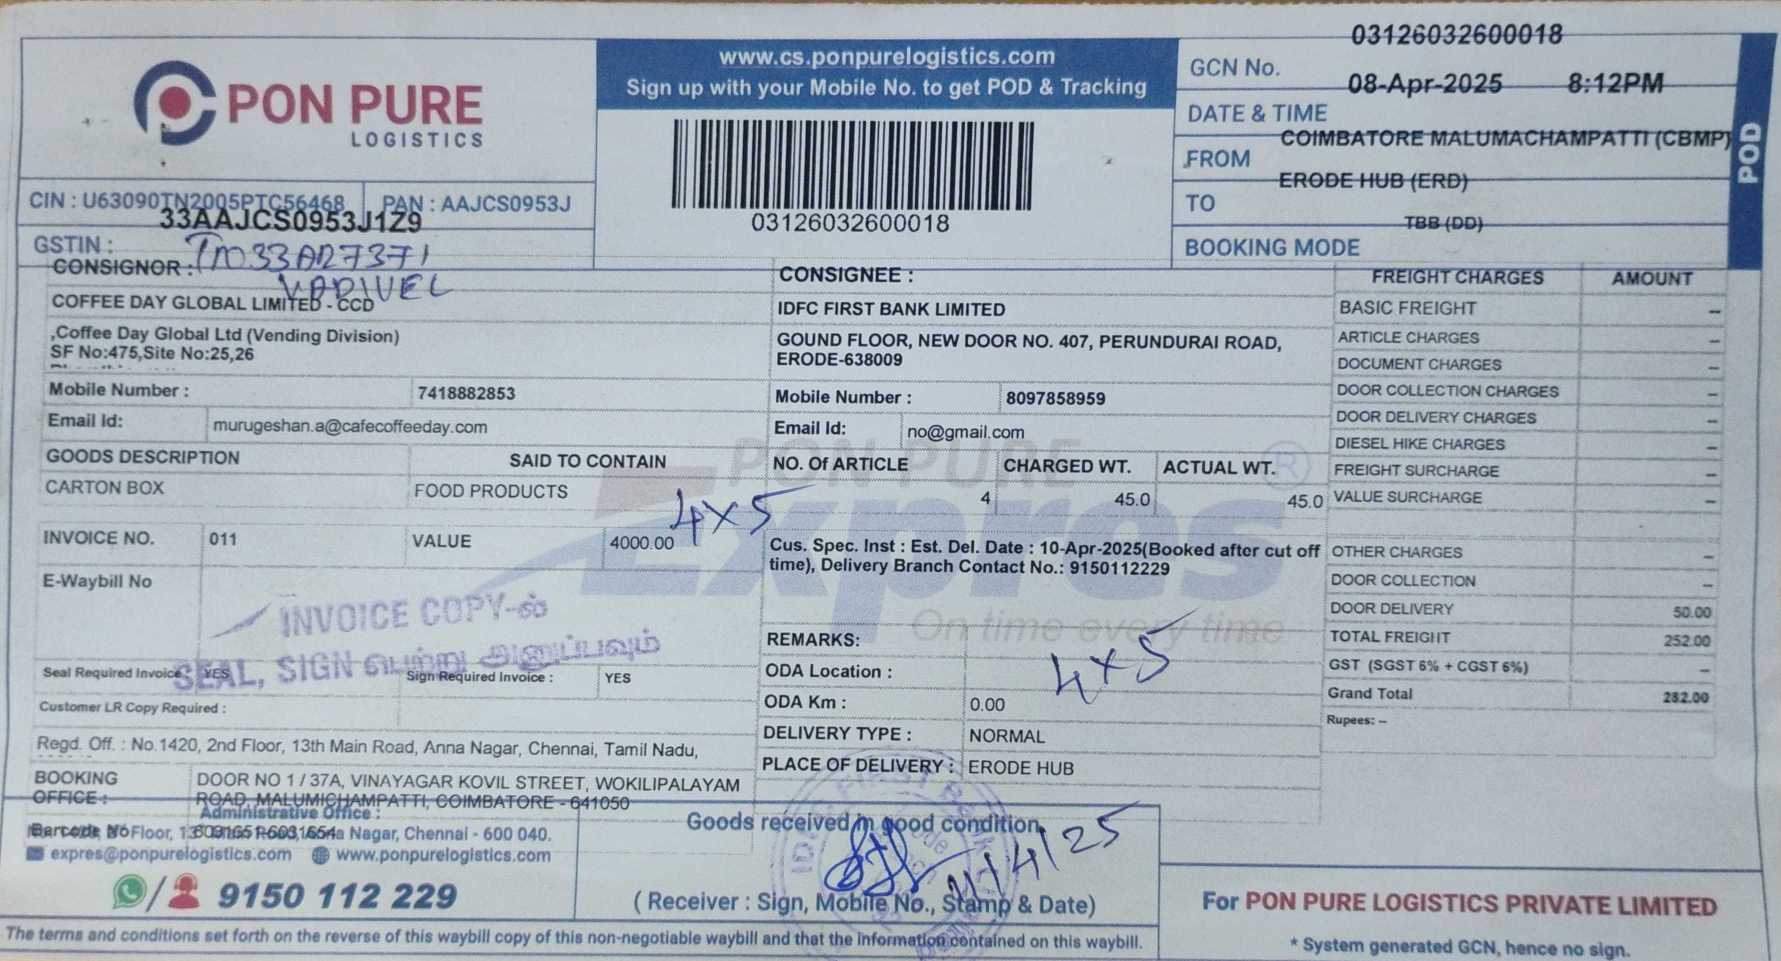 PON PURE
LOGISTICS
CIN : U63090TN2005PTC56468
PAN : AAJCS0953J
33AAJCS0953J1Z9
GSTIN :
TN33AR7371
VADIVEL
www.cs.ponpurelogistics.com
Sign up with your Mobile No. to get POD & Tracking
03126032600018
GCN No.
03126032600018
DATE & TIME
08-Apr-2025 8:12PM
FROM
COIMBATORE MALUMACHAMPATTI (CBMP)
TO
ERODE HUB (ERD)
BOOKING MODE
TBB (DD)
POD
CONSIGNOR :
COFFEE DAY GLOBAL LIMITED - CCD
,Coffee Day Global Ltd (Vending Division)
SF No:475,Site No:25,26
Mobile Number : 7418882853
Email Id: murugeshan.a@cafecoffeeday.com
CONSIGNEE :
IDFC FIRST BANK LIMITED
GOUND FLOOR, NEW DOOR NO. 407, PERUNDURAI ROAD,
ERODE-638009
Mobile Number : 8097858959
Email Id: no@gmail.com
GOODS DESCRIPTION SAID TO CONTAIN NO. Of ARTICLE CHARGED WT. ACTUAL WT.
CARTON BOX FOOD PRODUCTS 4 45.0 45.0
4x5
INVOICE NO. 011 VALUE 4000.00
E-Waybill No
INVOICE COPY-ல்
SEAL, SIGN பெற்று அனுப்பவும்
Seal Required Invoice : YES Sign Required Invoice : YES
Customer LR Copy Required :
PON PURE
Expres
®
On time every time
Cus. Spec. Inst : Est. Del. Date : 10-Apr-2025(Booked after cut off
time), Delivery Branch Contact No.: 9150112229
REMARKS:
4x5
ODA Location :
ODA Km : 0.00
DELIVERY TYPE : NORMAL
PLACE OF DELIVERY : ERODE HUB
FREIGHT CHARGES AMOUNT
BASIC FREIGHT –
ARTICLE CHARGES –
DOCUMENT CHARGES –
DOOR COLLECTION CHARGES –
DOOR DELIVERY CHARGES –
DIESEL HIKE CHARGES –
FREIGHT SURCHARGE –
VALUE SURCHARGE –
OTHER CHARGES –
DOOR COLLECTION –
DOOR DELIVERY 50.00
TOTAL FREIGHT 252.00
GST (SGST 6% + CGST 6%) –
Grand Total 282.00
Rupees: –
Regd. Off. : No.1420, 2nd Floor, 13th Main Road, Anna Nagar, Chennai, Tamil Nadu,
BOOKING
OFFICE :
DOOR NO 1 / 37A, VINAYAGAR KOVIL STREET, WOKILIPALAYAM
ROAD, MALUMICHAMPATTI, COIMBATORE - 641050
Administrative Office :
Barcode No
Floor, Nagar, Chennai - 600 040.
expres@ponpurelogistics.com www.ponpurelogistics.com
9150 112 229
Goods received in good condition
11/4/25
( Receiver : Sign, Mobile No., Stamp & Date)
For PON PURE LOGISTICS PRIVATE LIMITED
* System generated GCN, hence no sign.
The terms and conditions set forth on the reverse of this waybill copy of this non-negotiable waybill and that the information contained on this waybill.